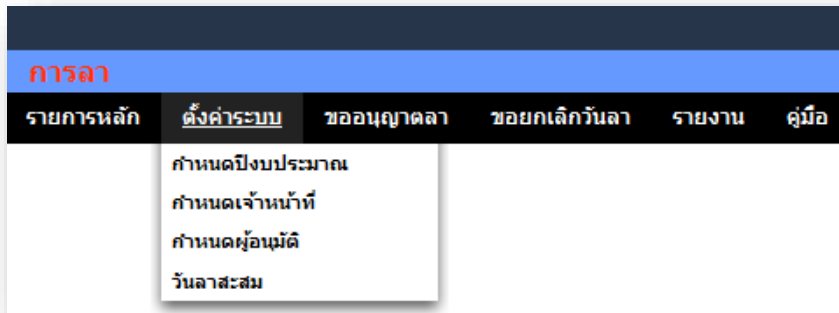 การลา
รายการหลัก ตั้งค่าระบบ ขออนุญาตลา ขอยกเลิกวันลา รายงาน คู่มือ
กำหนดปีงบประมาณ
กำหนดเจ้าหน้าที่
กำหนดผู้อนุมัติ
วันลาสะสม